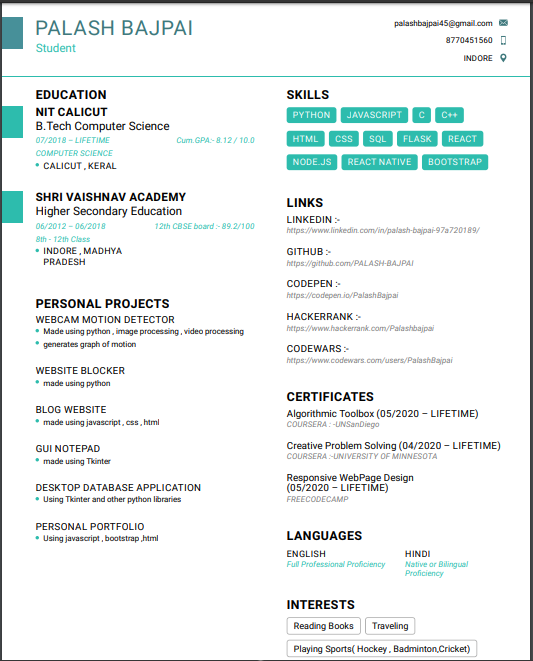 PALASH BAJPAI
Student
palashbajpai45@gmail.com
8770451560
INDORE
EDUCATION
NIT CALICUT
B.Tech Computer Science
07/2018 – LIFETIME Cum.GPA:- 8.12 / 10.0
COMPUTER SCIENCE
CALICUT , KERAL
SHRI VAISHNAV ACADEMY
Higher Secondary Education
06/2012 – 06/2018 12th CBSE board :- 89.2/100
8th - 12th Class
INDORE , MADHYA
PRADESH
PERSONAL PROJECTS
WEBCAM MOTION DETECTOR
Made using python , image processing , video processing
generates graph of motion
WEBSITE BLOCKER
made using python
BLOG WEBSITE
made using javascript , css , html
GUI NOTEPAD
made using Tkinter
DESKTOP DATABASE APPLICATION
Using Tkinter and other python libraries
PERSONAL PORTFOLIO
Using javascript , bootstrap ,html
SKILLS
PYTHON JAVASCRIPT C C++
HTML CSS SQL FLASK REACT
NODE.JS REACT NATIVE BOOTSTRAP
LINKS
LINKEDIN :-
https://www.linkedin.com/in/palash-bajpai-97a720189/
GITHUB :-
https://github.com/PALASH-BAJPAI
CODEPEN :-
https://codepen.io/PalashBajpai
HACKERRANK :-
https://www.hackerrank.com/Palashbajpai
CODEWARS :-
https://www.codewars.com/users/PalashBajpai
CERTIFICATES
Algorithmic Toolbox (05/2020 – LIFETIME)
COURSERA : -UNSanDiego
Creative Problem Solving (04/2020 – LIFETIME)
COURSERA :-UNIVERSITY OF MINNESOTA
Responsive WebPage Design
(05/2020 – LIFETIME)
FREECODECAMP
LANGUAGES
ENGLISH HINDI
Full Professional Proficiency Native or Bilingual
Proficiency
INTERESTS
Reading Books Traveling
Playing Sports( Hockey , Badminton,Cricket)